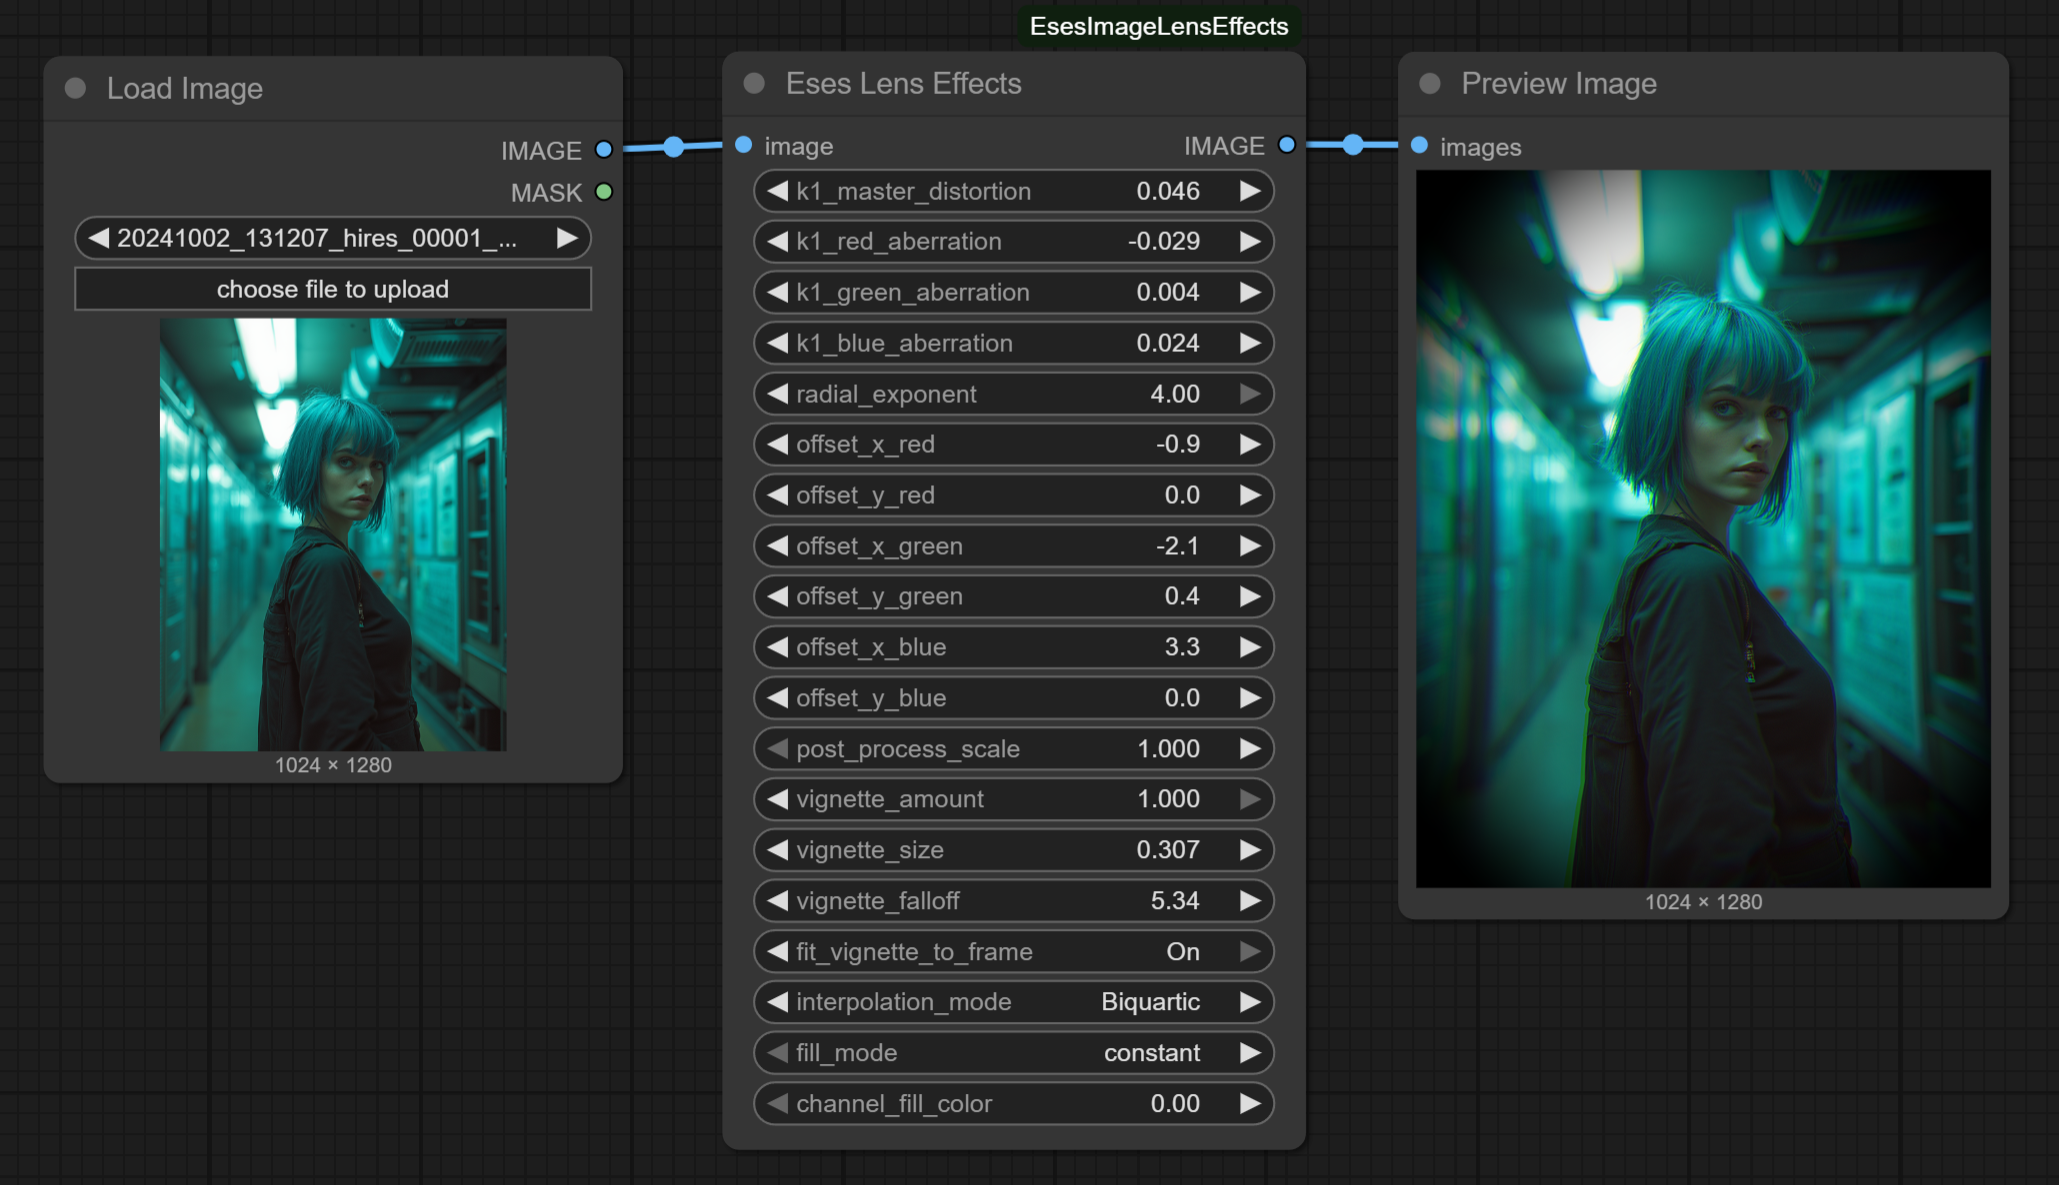 EsesImageLensEffects
Load Image
IMAGE
MASK
20241002_131207_hires_00001_...
choose file to upload
1024 × 1280
Eses Lens Effects
image IMAGE
k1_master_distortion 0.046
k1_red_aberration -0.029
k1_green_aberration 0.004
k1_blue_aberration 0.024
radial_exponent 4.00
offset_x_red -0.9
offset_y_red 0.0
offset_x_green -2.1
offset_y_green 0.4
offset_x_blue 3.3
offset_y_blue 0.0
post_process_scale 1.000
vignette_amount 1.000
vignette_size 0.307
vignette_falloff 5.34
fit_vignette_to_frame On
interpolation_mode Biquartic
fill_mode constant
channel_fill_color 0.00
Preview Image
images
1024 × 1280